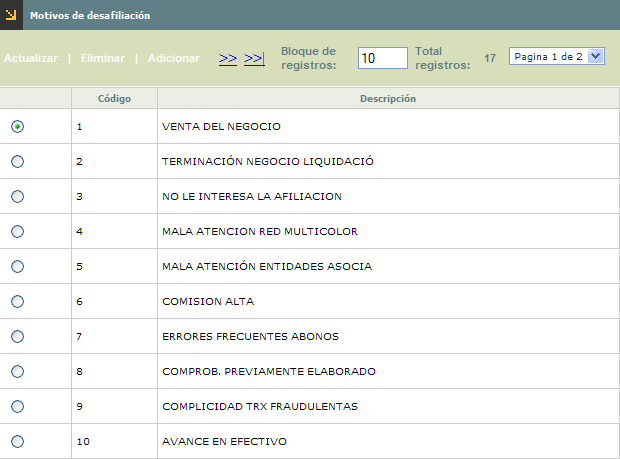 Motivos de desafiliación
Actualizar | Eliminar | Adicionar >> >>| Bloque de registros: 10 Total registros: 17 Pagina 1 de 2
Código Descripción
1 VENTA DEL NEGOCIO
2 TERMINACIÓN NEGOCIO LIQUIDACIÓ
3 NO LE INTERESA LA AFILIACION
4 MALA ATENCION RED MULTICOLOR
5 MALA ATENCIÓN ENTIDADES ASOCIA
6 COMISION ALTA
7 ERRORES FRECUENTES ABONOS
8 COMPROB. PREVIAMENTE ELABORADO
9 COMPLICIDAD TRX FRAUDULENTAS
10 AVANCE EN EFECTIVO